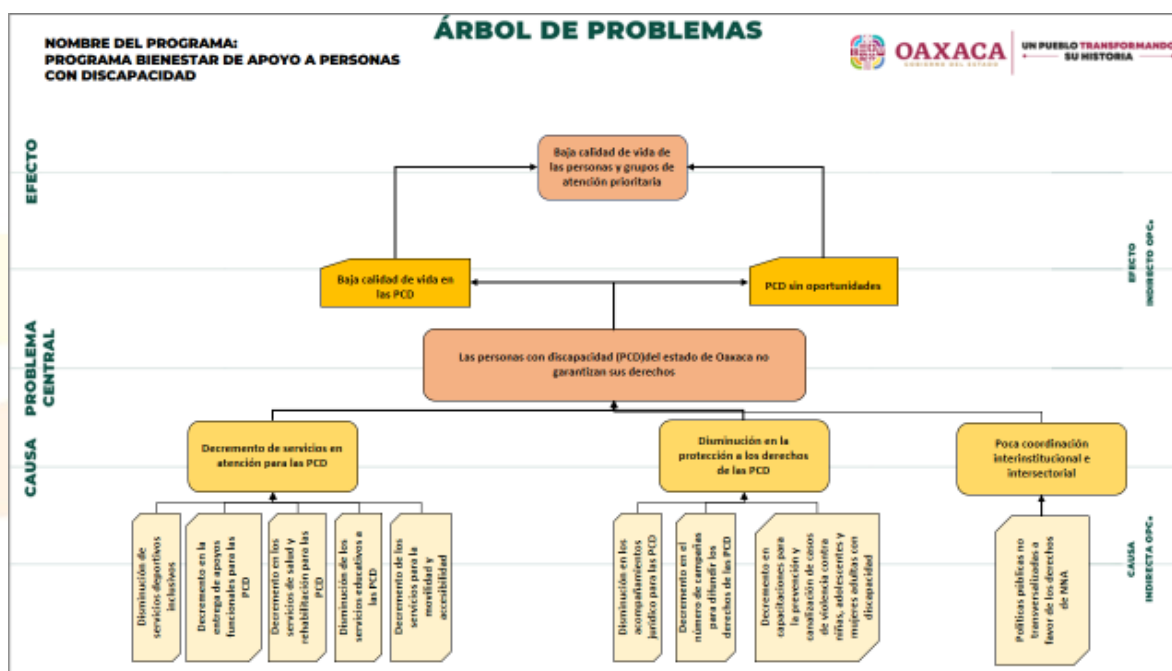 ÁRBOL DE PROBLEMAS
NOMBRE DEL PROGRAMA:
PROGRAMA BIENESTAR DE APOYO A PERSONAS
CON DISCAPACIDAD
OAXACA
GOBIERNO DEL ESTADO
UN PUEBLO TRANSFORMANDO
SU HISTORIA
EFECTO
Baja calidad de vida de
las personas y grupos de
atención prioritaria
EFECTO
INDIRECTO OPC.
Baja calidad de vida en
las PCD
PCD sin oportunidades
PROBLEMA
CENTRAL
Las personas con discapacidad (PCD)del estado de Oaxaca no
garantizan sus derechos
CAUSA
Decremento de servicios en
atención para las PCD
Disminución en la
protección a los derechos
de las PCD
Poca coordinación
interinstitucional e
intersectorial
CAUSA
INDIRECTA OPC.
Disminución de
servicios deportivos
inclusivos
Decremento en la
entrega de apoyos
funcionales para las
PCD
Decremento en los
servicios de salud y
rehabilitación para las
PCD
Disminución de los
servicios educativos a
las PCD
Decremento de los
servicios para la
movilidad y
accesibilidad
Disminución en los
acompañamientos
jurídico para las PCD
Decremento en el
número de campañas
para difundir los
derechos de las PCD
Decremento en
capacitaciones para
la prevención y
canalización de casos
de violencia contra
niñas, adolescentes y
mujeres adultas con
discapacidad
Políticas públicas no
transversalizadas a
favor de los derechos
de NNA